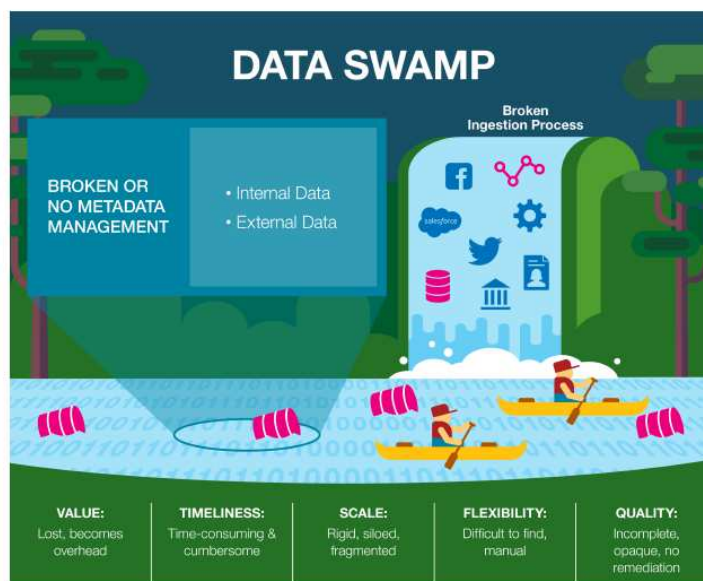 DATA SWAMP
Broken
Ingestion Process
BROKEN OR
NO METADATA
MANAGEMENT
• Internal Data
• External Data
salesforce
VALUE:
Lost, becomes
overhead
TIMELINESS:
Time-consuming &
cumbersome
SCALE:
Rigid, siloed,
fragmented
FLEXIBILITY:
Difficult to find,
manual
QUALITY:
Incomplete,
opaque, no
remediation